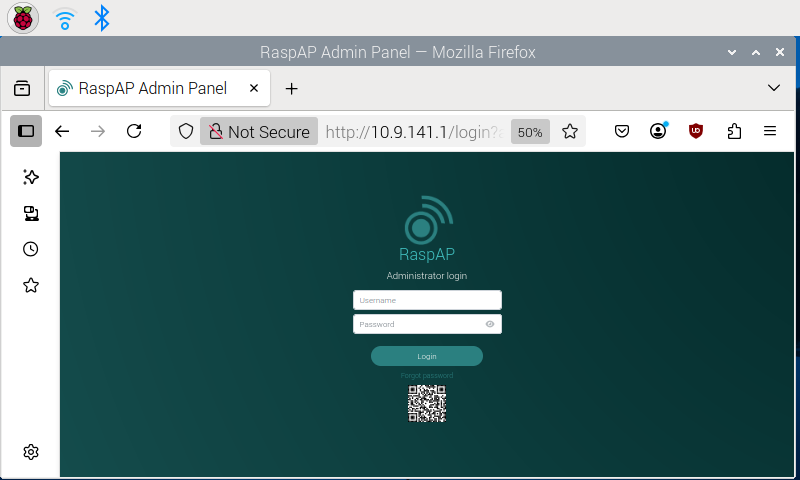 RaspAP Admin Panel — Mozilla Firefox
RaspAP Admin Panel
Not Secure http://10.9.141.1/login?a 50%
RaspAP
Administrator login
Username
Password
Login
Forgot password